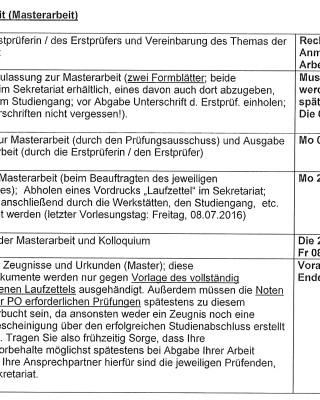 it (Masterarbeit)
stprüferin / des Erstprüfers und Vereinbarung des Themas der
Rec
Anm
Arbe
ulassung zur Masterarbeit (zwei Formblätter; beide
m Sekretariat erhältlich, eines davon auch dort abzugeben,
m Studiengang; vor Abgabe Unterschrift d. Erstprüf. einholen;
rschriften nicht vergessen!).
Mus
werd
spät
Die
ur Masterarbeit (durch den Prüfungsausschuss) und Ausgabe
rbeit (durch die Erstprüferin / den Erstprüfer)
Mo
Masterarbeit (beim Beauftragten des jeweiligen
es); Abholen eines Vordrucks „Laufzettel“ im Sekretariat;
anschließend durch die Werkstätten, den Studiengang, etc.
t werden (letzter Vorlesungstag: Freitag, 08.07.2016)
Mo 2
der Masterarbeit und Kolloquium
Die 2
Fr 08
Zeugnisse und Urkunden (Master); diese
kumente werden nur gegen Vorlage des vollständig
enen Laufzettels ausgehändigt. Außerdem müssen die Noten
r PO erforderlichen Prüfungen spätestens zu diesem
rbucht sein, da ansonsten weder ein Zeugnis noch eine
escheinigung über den erfolgreichen Studienabschluss erstellt
. Tragen Sie also frühzeitig Sorge, dass Ihre
orbehalte möglichst spätestens bei Abgabe Ihrer Arbeit
Ihre Ansprechpartner hierfür sind die jeweiligen Prüfenden,
kretariat.
Vora
Ende